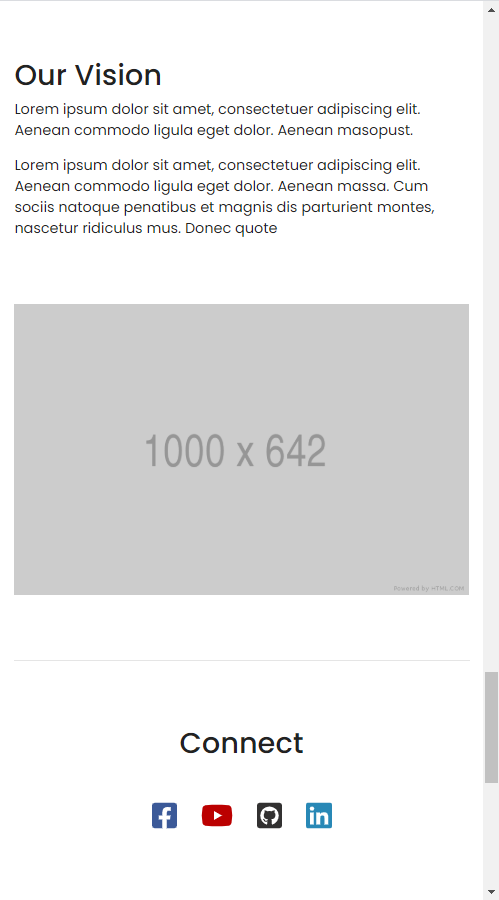 Our Vision
Lorem ipsum dolor sit amet, consectetuer adipiscing elit.
Aenean commodo ligula eget dolor. Aenean masopust.
Lorem ipsum dolor sit amet, consectetuer adipiscing elit.
Aenean commodo ligula eget dolor. Aenean massa. Cum
sociis natoque penatibus et magnis dis parturient montes,
nascetur ridiculus mus. Donec quote
1000 x 642
Powered by HTML.COM
Connect